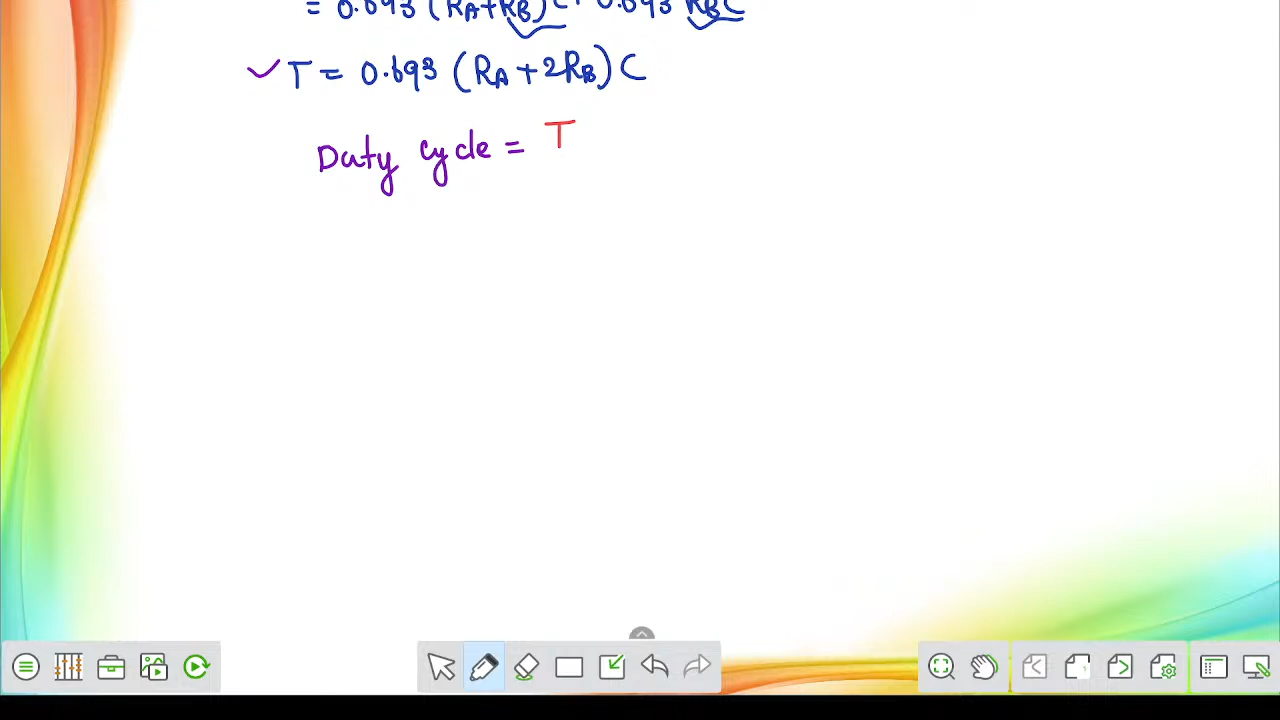 = 0.693 (RA+RB) C + 0.693 RBC
T = 0.693 (RA+2RB) C
Duty cycle = T